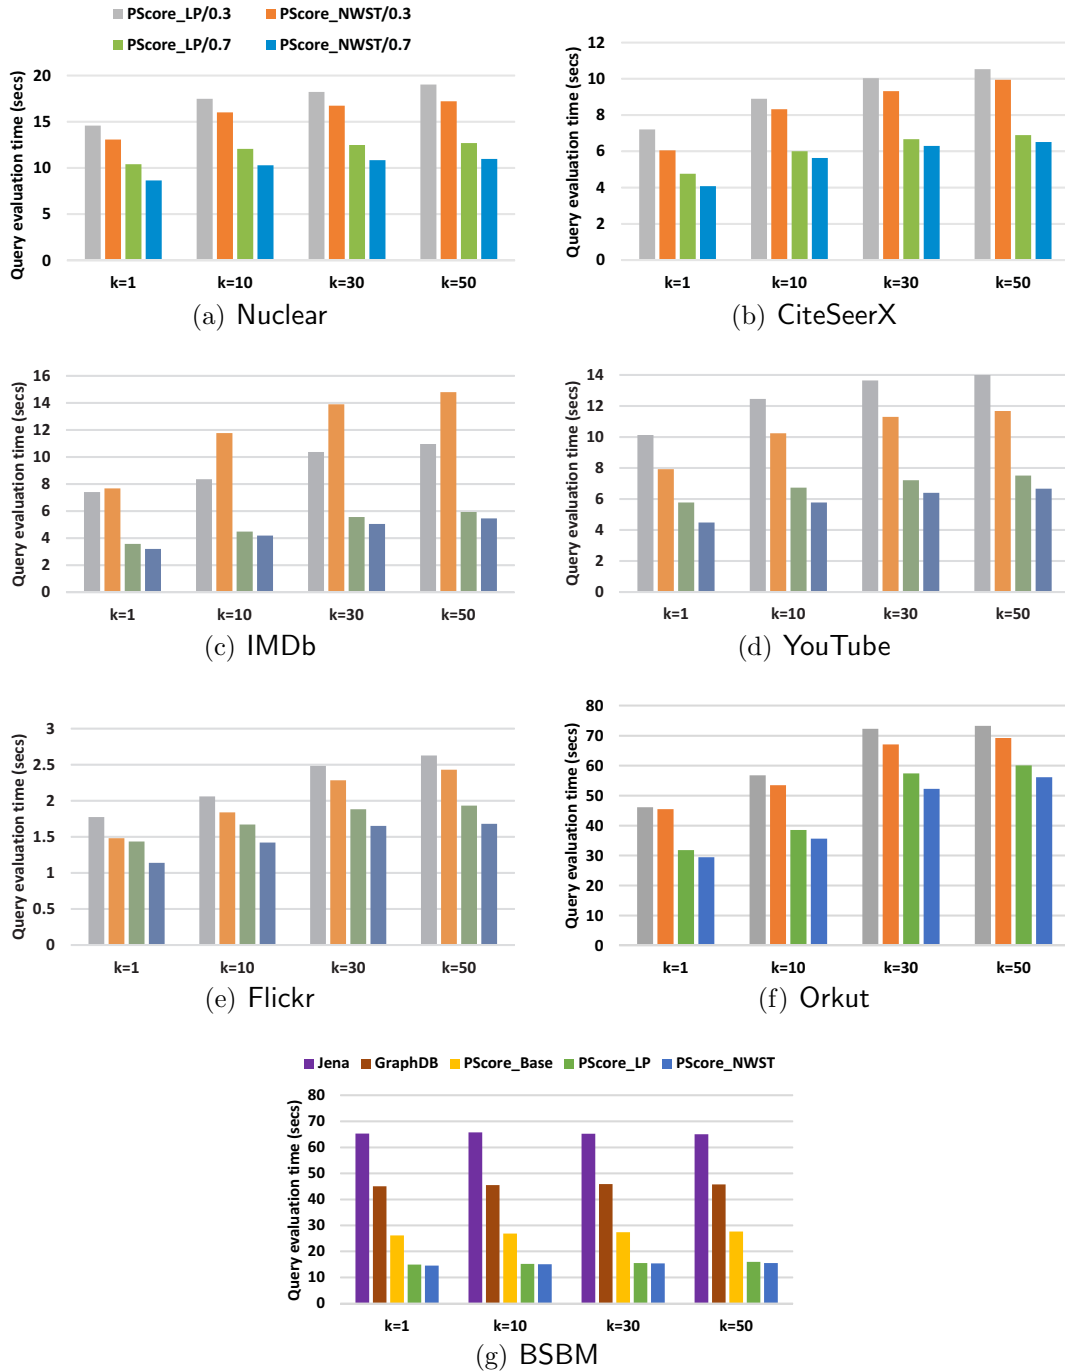 PScore_LP/0.3 PScore_NWST/0.3
PScore_LP/0.7 PScore_NWST/0.7
Query evaluation time (secs)
20
15
10
5
0
k=1 k=10 k=30 k=50
(a) Nuclear
Query evaluation time (secs)
12
10
8
6
4
2
0
k=1 k=10 k=30 k=50
(b) CiteSeerX
Query evaluation time (secs)
16
14
12
10
8
6
4
2
0
k=1 k=10 k=30 k=50
(c) IMDb
Query evaluation time (secs)
14
12
10
8
6
4
2
0
k=1 k=10 k=30 k=50
(d) YouTube
Query evaluation time (secs)
3
2.5
2
1.5
1
0.5
0
k=1 k=10 k=30 k=50
(e) Flickr
Query evaluation time (secs)
80
70
60
50
40
30
20
10
0
k=1 k=10 k=30 k=50
(f) Orkut
Jena GraphDB PScore_Base PScore_LP PScore_NWST
Query evaluation time (secs)
80
70
60
50
40
30
20
10
0
k=1 k=10 k=30 k=50
(g) BSBM